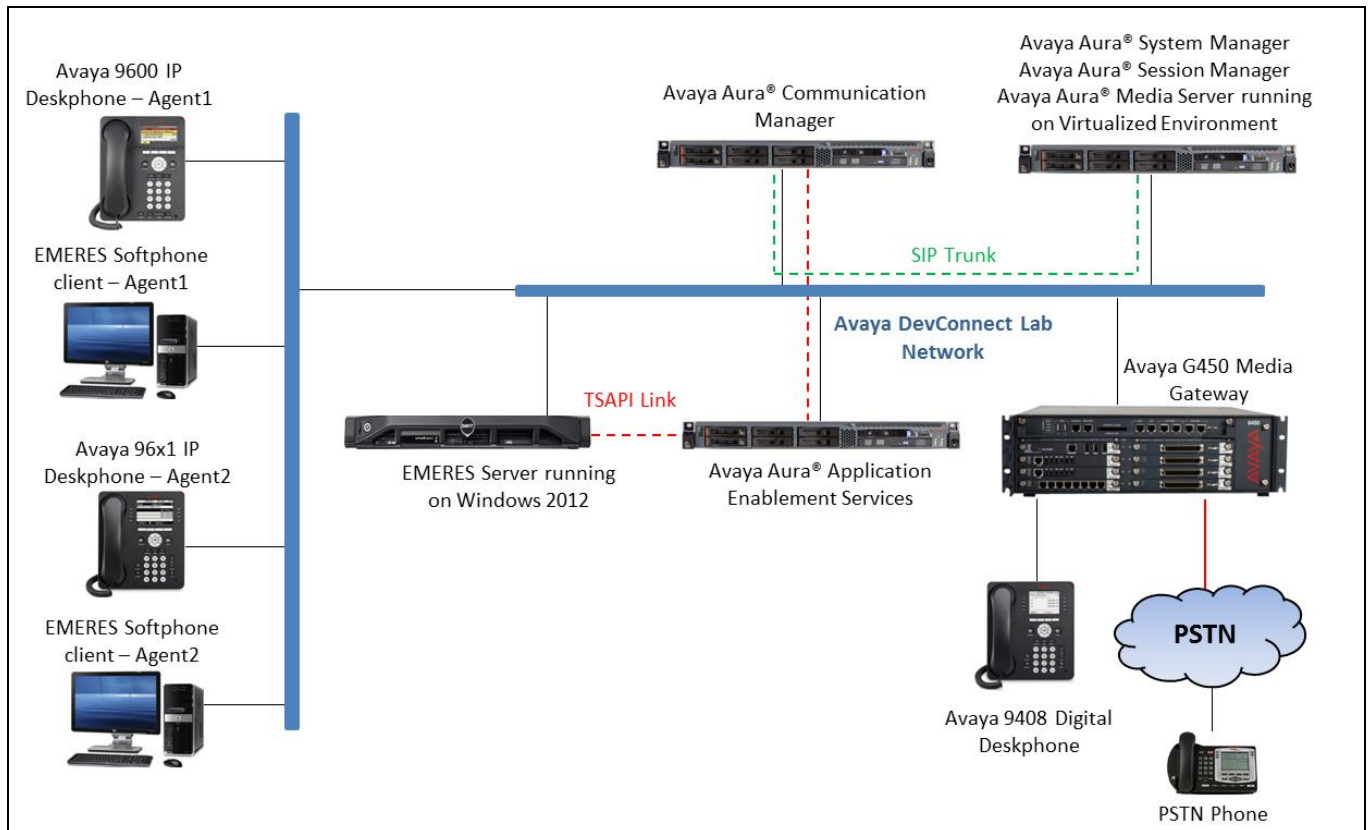 Avaya 9600 IP
Deskphone – Agent1
EMERES Softphone
client – Agent1
Avaya 96x1 IP
Deskphone – Agent2
EMERES Softphone
client – Agent2
Avaya Aura® Communication
Manager
Avaya Aura® System Manager
Avaya Aura® Session Manager
Avaya Aura® Media Server running
on Virtualized Environment
SIP Trunk
Avaya DevConnect Lab
Network
TSAPI Link
EMERES Server running
on Windows 2012
Avaya Aura® Application
Enablement Services
Avaya G450 Media
Gateway
AVAYA
Avaya 9408 Digital
Deskphone
PSTN
PSTN Phone